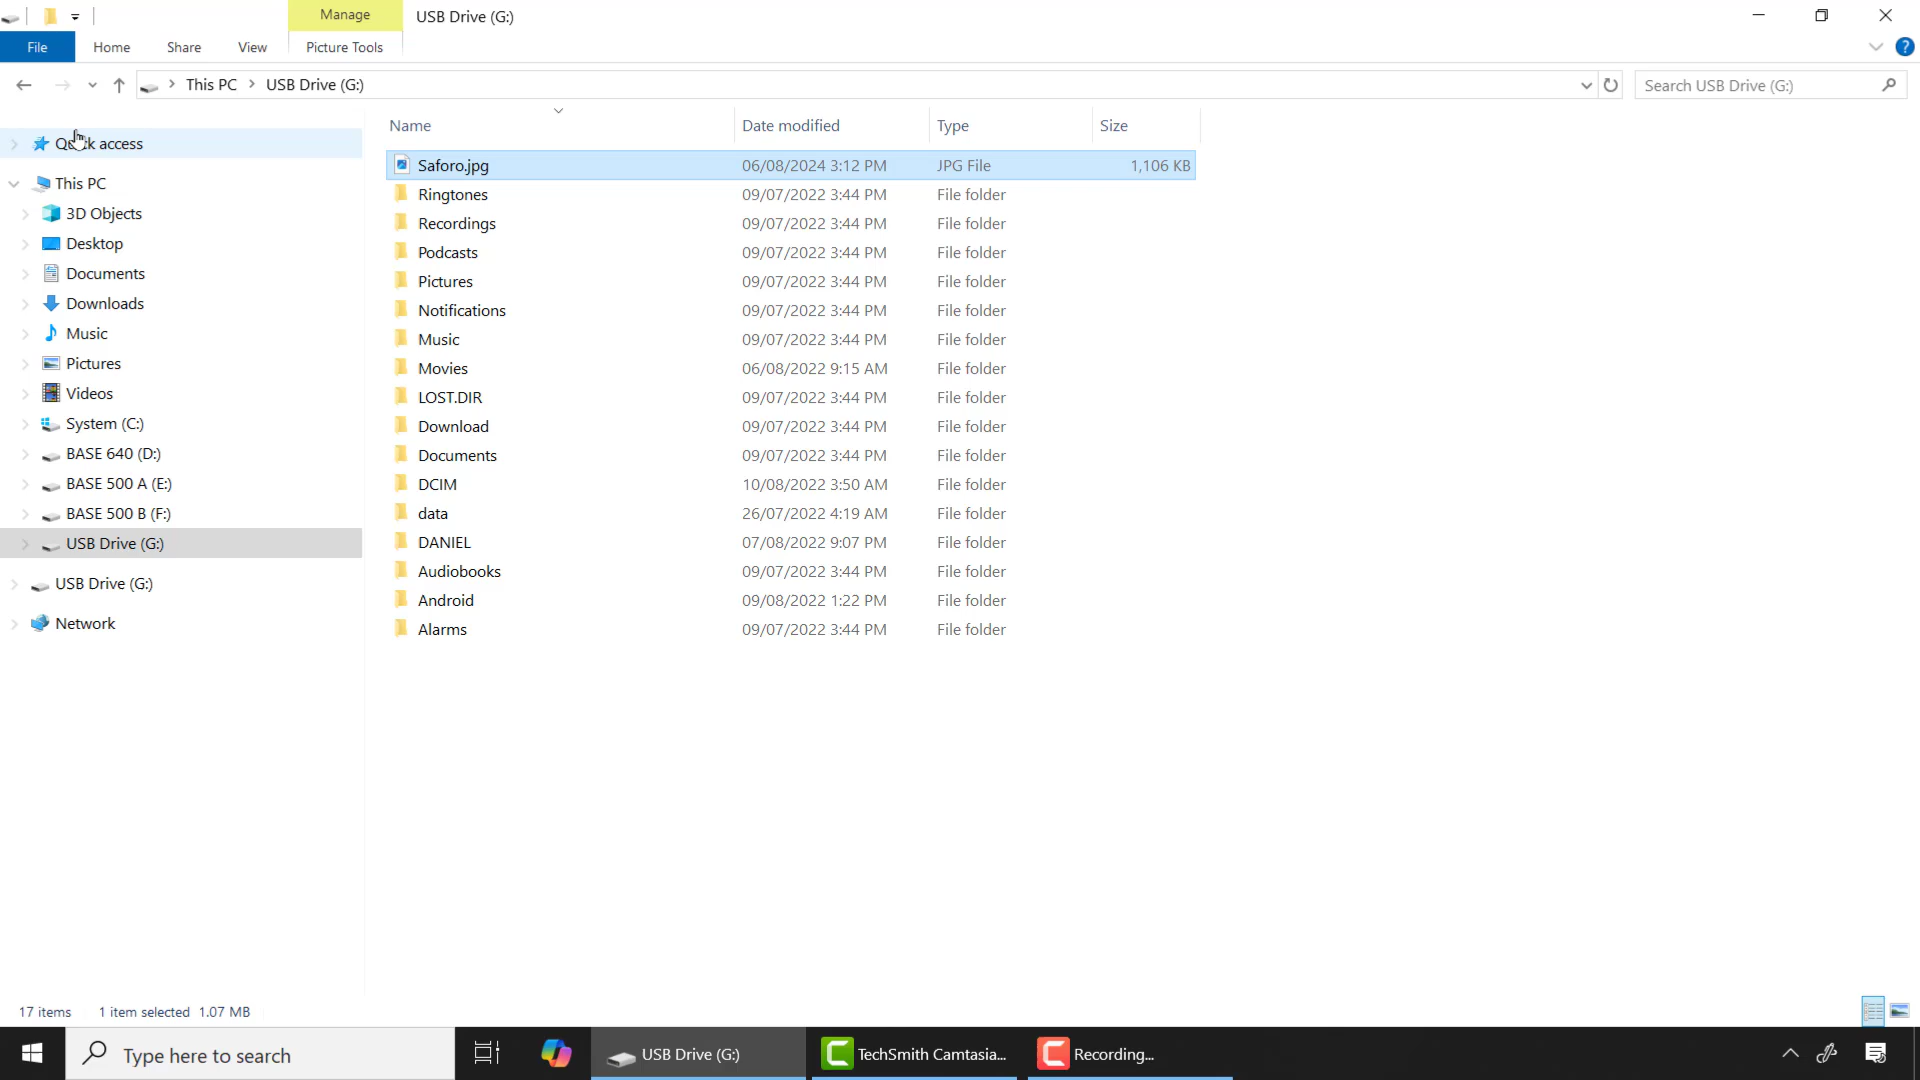 Manage
USB Drive (G:)
File
Home
Share
View
Picture Tools
This PC
USB Drive (G:)
Search USB Drive (G:)
Quick access
This PC
3D Objects
Desktop
Documents
Downloads
Music
Pictures
Videos
System (C:)
BASE 640 (D:)
BASE 500 A (E:)
BASE 500 B (F:)
USB Drive (G:)
USB Drive (G:)
Network
Name Date modified Type Size
Saforo.jpg 06/08/2024 3:12 PM JPG File 1,106 KB
Ringtones 09/07/2022 3:44 PM File folder
Recordings 09/07/2022 3:44 PM File folder
Podcasts 09/07/2022 3:44 PM File folder
Pictures 09/07/2022 3:44 PM File folder
Notifications 09/07/2022 3:44 PM File folder
Music 09/07/2022 3:44 PM File folder
Movies 06/08/2022 9:15 AM File folder
LOST.DIR 09/07/2022 3:44 PM File folder
Download 09/07/2022 3:44 PM File folder
Documents 09/07/2022 3:44 PM File folder
DCIM 10/08/2022 3:50 AM File folder
data 26/07/2022 4:19 AM File folder
DANIEL 07/08/2022 9:07 PM File folder
Audiobooks 09/07/2022 3:44 PM File folder
Android 09/08/2022 1:22 PM File folder
Alarms 09/07/2022 3:44 PM File folder
17 items 1 item selected 1.07 MB
Type here to search
USB Drive (G:)
TechSmith Camtasia...
Recording...